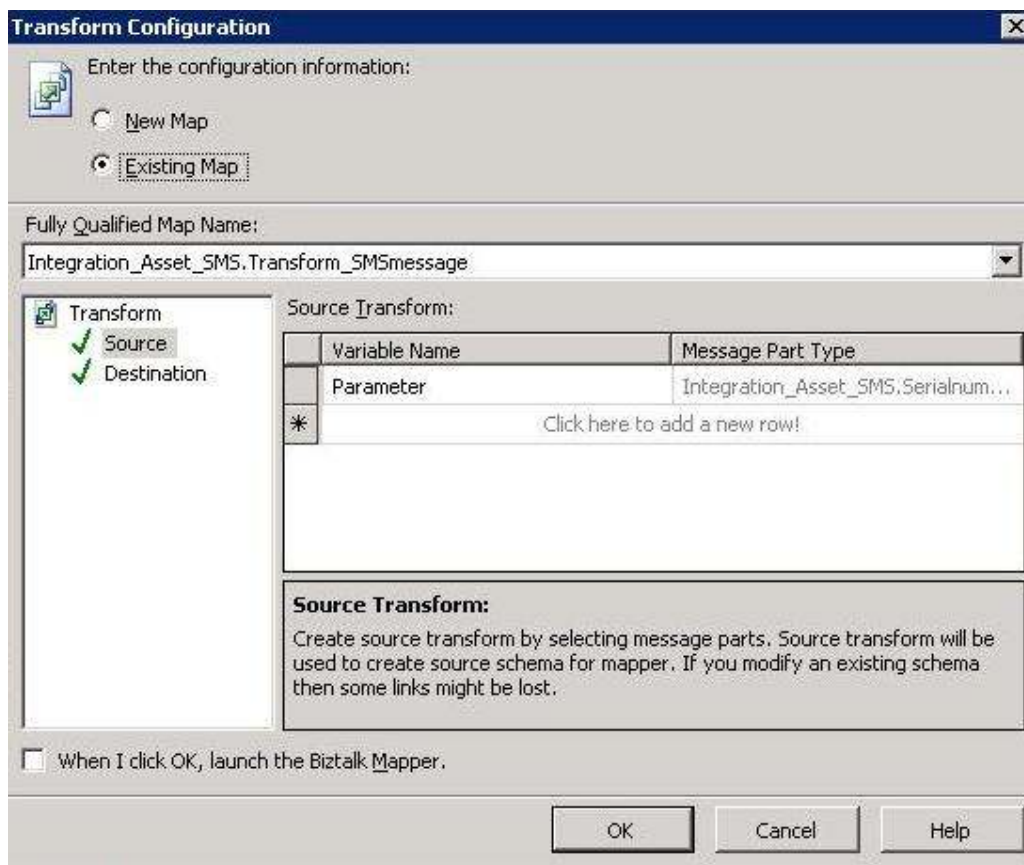 Transform Configuration
Enter the configuration information:
New Map
Existing Map
Fully Qualified Map Name:
Integration_Asset_SMS.Transform_SMSmessage
Transform
Source
Destination
Source Transform:
Variable Name Message Part Type
Parameter Integration_Asset_SMS.Serialnum...
* Click here to add a new row!
Source Transform:
Create source transform by selecting message parts. Source transform will be
used to create source schema for mapper. If you modify an existing schema
then some links might be lost.
When I click OK, launch the Biztalk Mapper.
OK Cancel Help